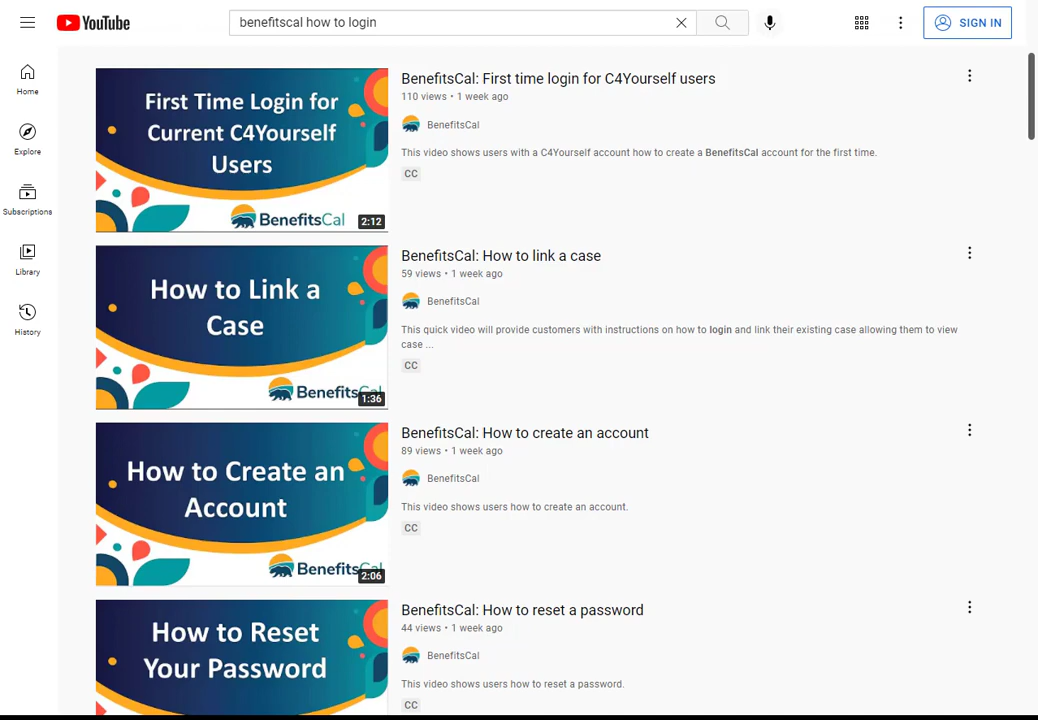 YouTube
benefitscal how to login
SIGN IN
Home
Explore
Subscriptions
Library
History
First Time Login for
Current C4Yourself
Users
BenefitsCal
2:12
BenefitsCal: First time login for C4Yourself users
110 views • 1 week ago
BenefitsCal
This video shows users with a C4Yourself account how to create a BenefitsCal account for the first time.
CC
How to Link a
Case
BenefitsCal
1:36
BenefitsCal: How to link a case
59 views • 1 week ago
BenefitsCal
This quick video will provide customers with instructions on how to login and link their existing case allowing them to view
case ...
CC
How to Create an
Account
BenefitsCal
2:06
BenefitsCal: How to create an account
89 views • 1 week ago
BenefitsCal
This video shows users how to create an account.
CC
How to Reset
Your Password
BenefitsCal: How to reset a password
44 views • 1 week ago
BenefitsCal
This video shows users how to reset a password.
CC